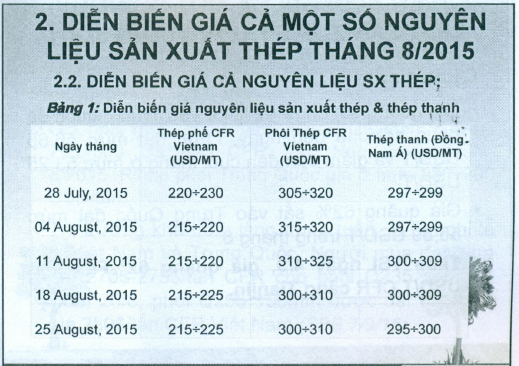 2. DIỄN BIẾN GIÁ CẢ MỘT SỐ NGUYÊN
LIỆU SẢN XUẤT THÉP THÁNG 8/2015
2.2. DIỄN BIẾN GIÁ CẢ NGUYÊN LIỆU SX THÉP:
Bảng 1: Diễn biến giá nguyên liệu sản xuất thép & thép thanh
Ngày tháng | Thép phế CFR Vietnam (USD/MT) | Phôi Thép CFR Vietnam (USD/MT) | Thép thanh (Đông Nam Á) (USD/MT)
28 July, 2015 | 220÷230 | 305÷320 | 297÷299
04 August, 2015 | 215÷220 | 315÷320 | 297÷299
11 August, 2015 | 215÷220 | 310÷325 | 300÷309
18 August, 2015 | 215÷225 | 300÷310 | 300÷309
25 August, 2015 | 215÷225 | 300÷310 | 295÷300